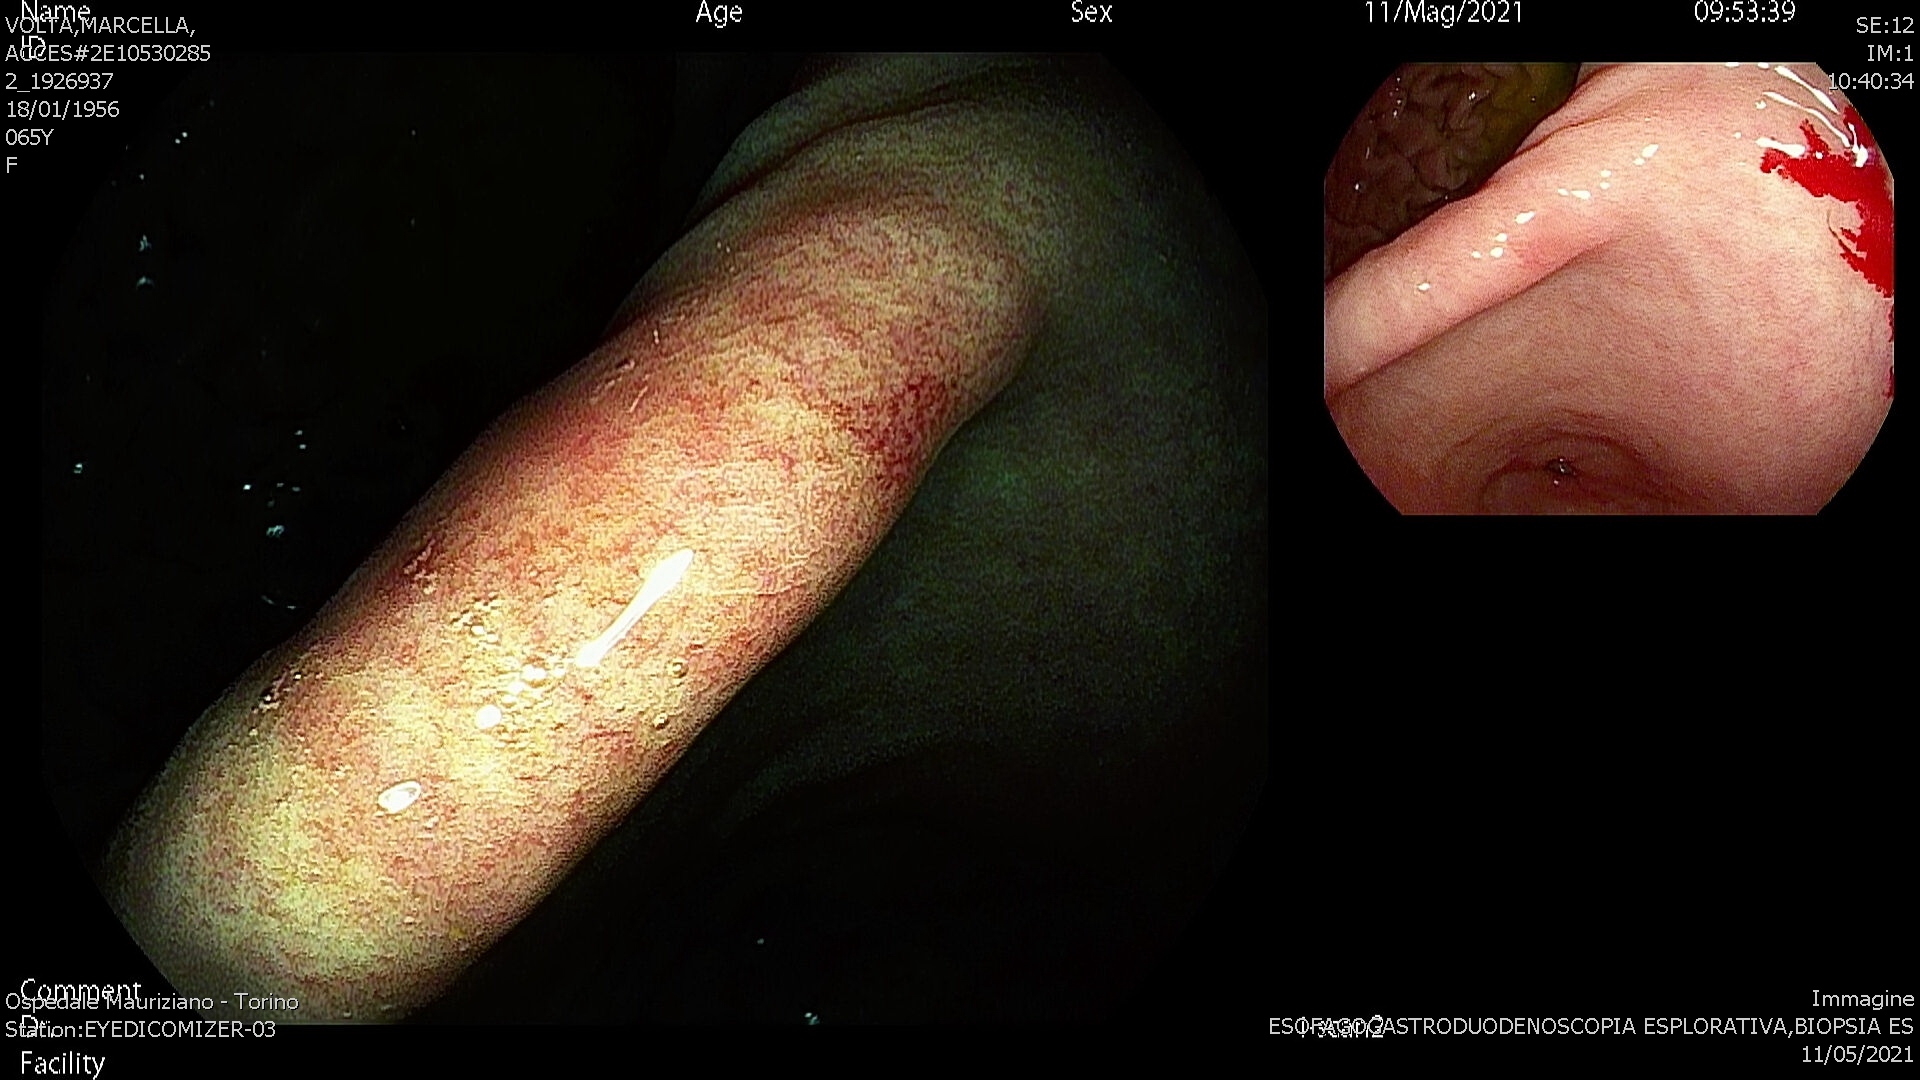 Name
VOLTA,MARCELLA,
ID
ACCES#2E10530285
2_1926937
18/01/1956
065Y
F
Age
Sex
11/Mag/2021
09:53:39
SE:12
IM:1
10:40:34
Comment
Ospedale Mauriziano - Torino
Station:EYEDICOMIZER-03
Facility
Immagine
ESOFAGOGASTRODUODENOSCOPIA ESPLORATIVA,BIOPSIA ES
11/05/2021